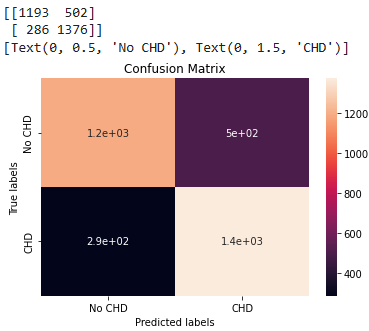 [[1193  502]
 [ 286 1376]]
[Text(0, 0.5, 'No CHD'), Text(0, 1.5, 'CHD')]
Confusion Matrix
No CHD
CHD
True labels
1.2e+03
5e+02
2.9e+02
1.4e+03
No CHD
CHD
Predicted labels
1200
1000
800
600
400